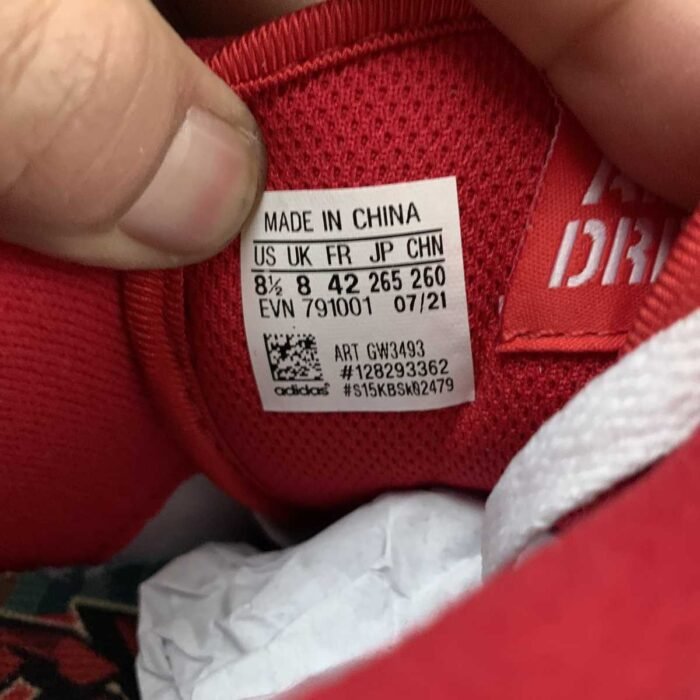 MADE IN CHINA
US UK FR JP CHN
8½ 8 42 265 260
EVN 791001 07/21
ART GW3493
#128293362
adidas #S15KBSk02479